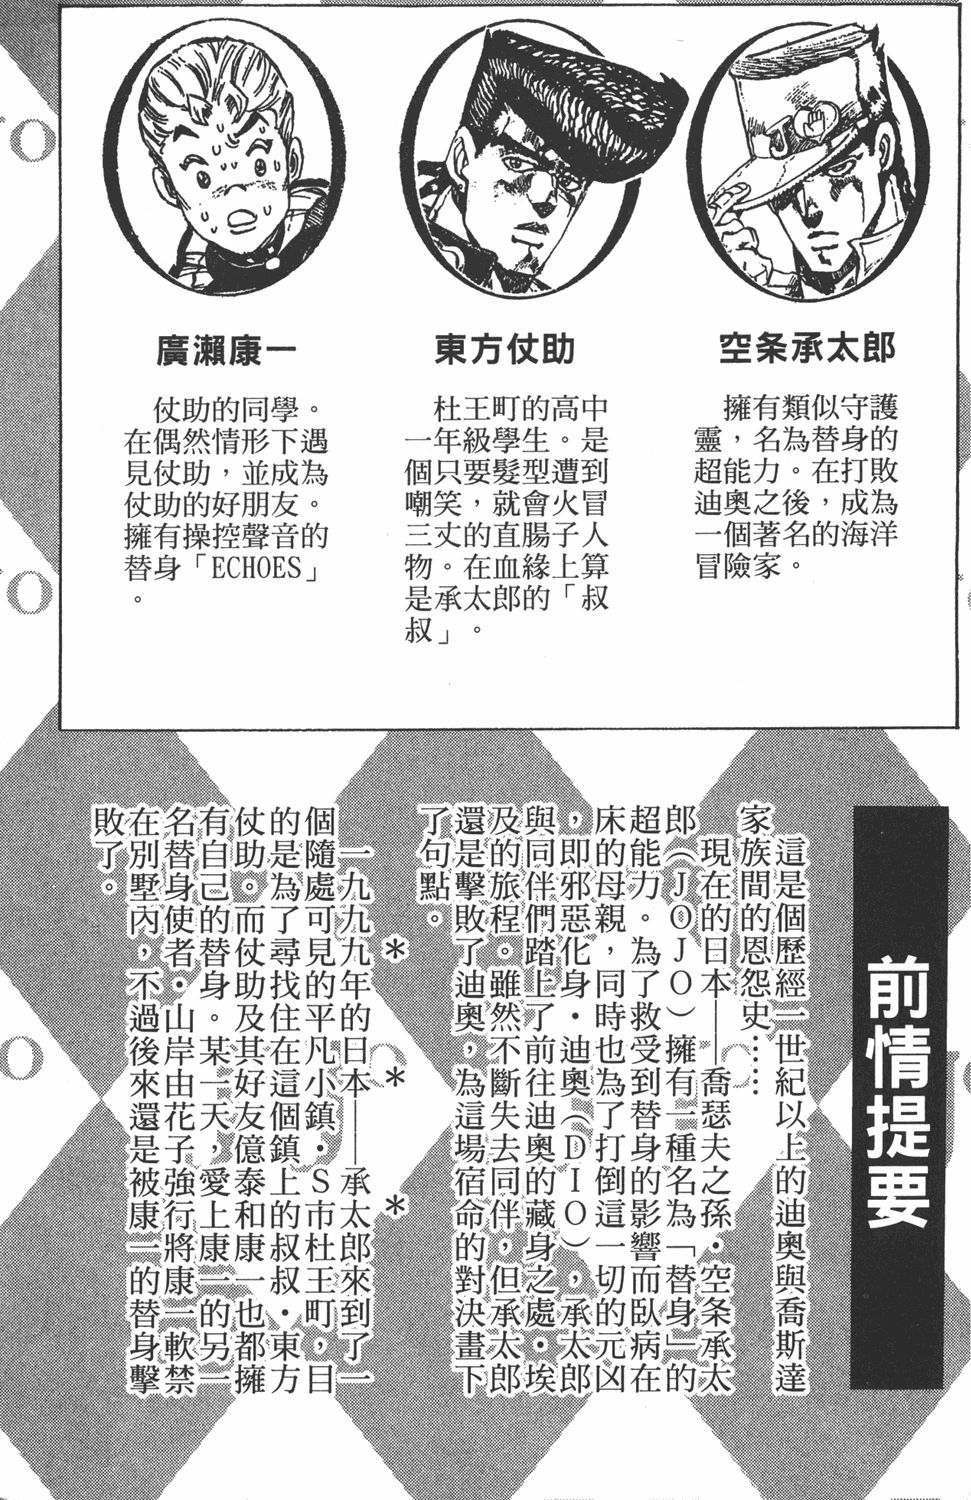 空条承太郎
擁有類似守護
靈，名為替身的
超能力。在打敗
迪奧之後，成為
一個著名的海洋
冒險家。
東方仗助
杜王町的高中
一年級學生。是
個只要髮型遭到
嘲笑，就會火冒
三丈的直腸子人
物。在血緣上算
是承太郎的「叔
叔」。
廣瀨康一
仗助的同學。
在偶然情形下遇
見仗助，並成為
仗助的好朋友。
擁有操控聲音的
替身「ECHOES」
。
前情提要
這是個歷經一世紀以上的迪奧與喬斯達
家族間的恩怨史……
現在的日本——喬瑟夫之孫・空条承太
郎（JOJO）擁有一種名為「替身」的
超能力。為了救受到替身的影響而臥病在
床的母親，同時也為了打倒這一切的元凶
，即邪惡化身・迪奧（DIO），承太郎
與同伴們踏上了前往迪奧的藏身之處・埃
及的旅程。雖然不斷失去同伴，但承太郎
還是擊敗了迪奧，為這場宿命的對決畫下
了句點。
＊　＊　＊
一九九九年的日本——承太郎來到了一
個隨處可見的平凡小鎮・S市杜王町，目
的是為了尋找住在這個鎮上的叔叔・東方
仗助。而仗助及其好友億泰和康一也都擁
有自己的替身。某一天，愛上康一的另一
名替身使者・山岸由花子強行將康一軟禁
在別墅內，不過後來還是被康一的替身擊
敗了。